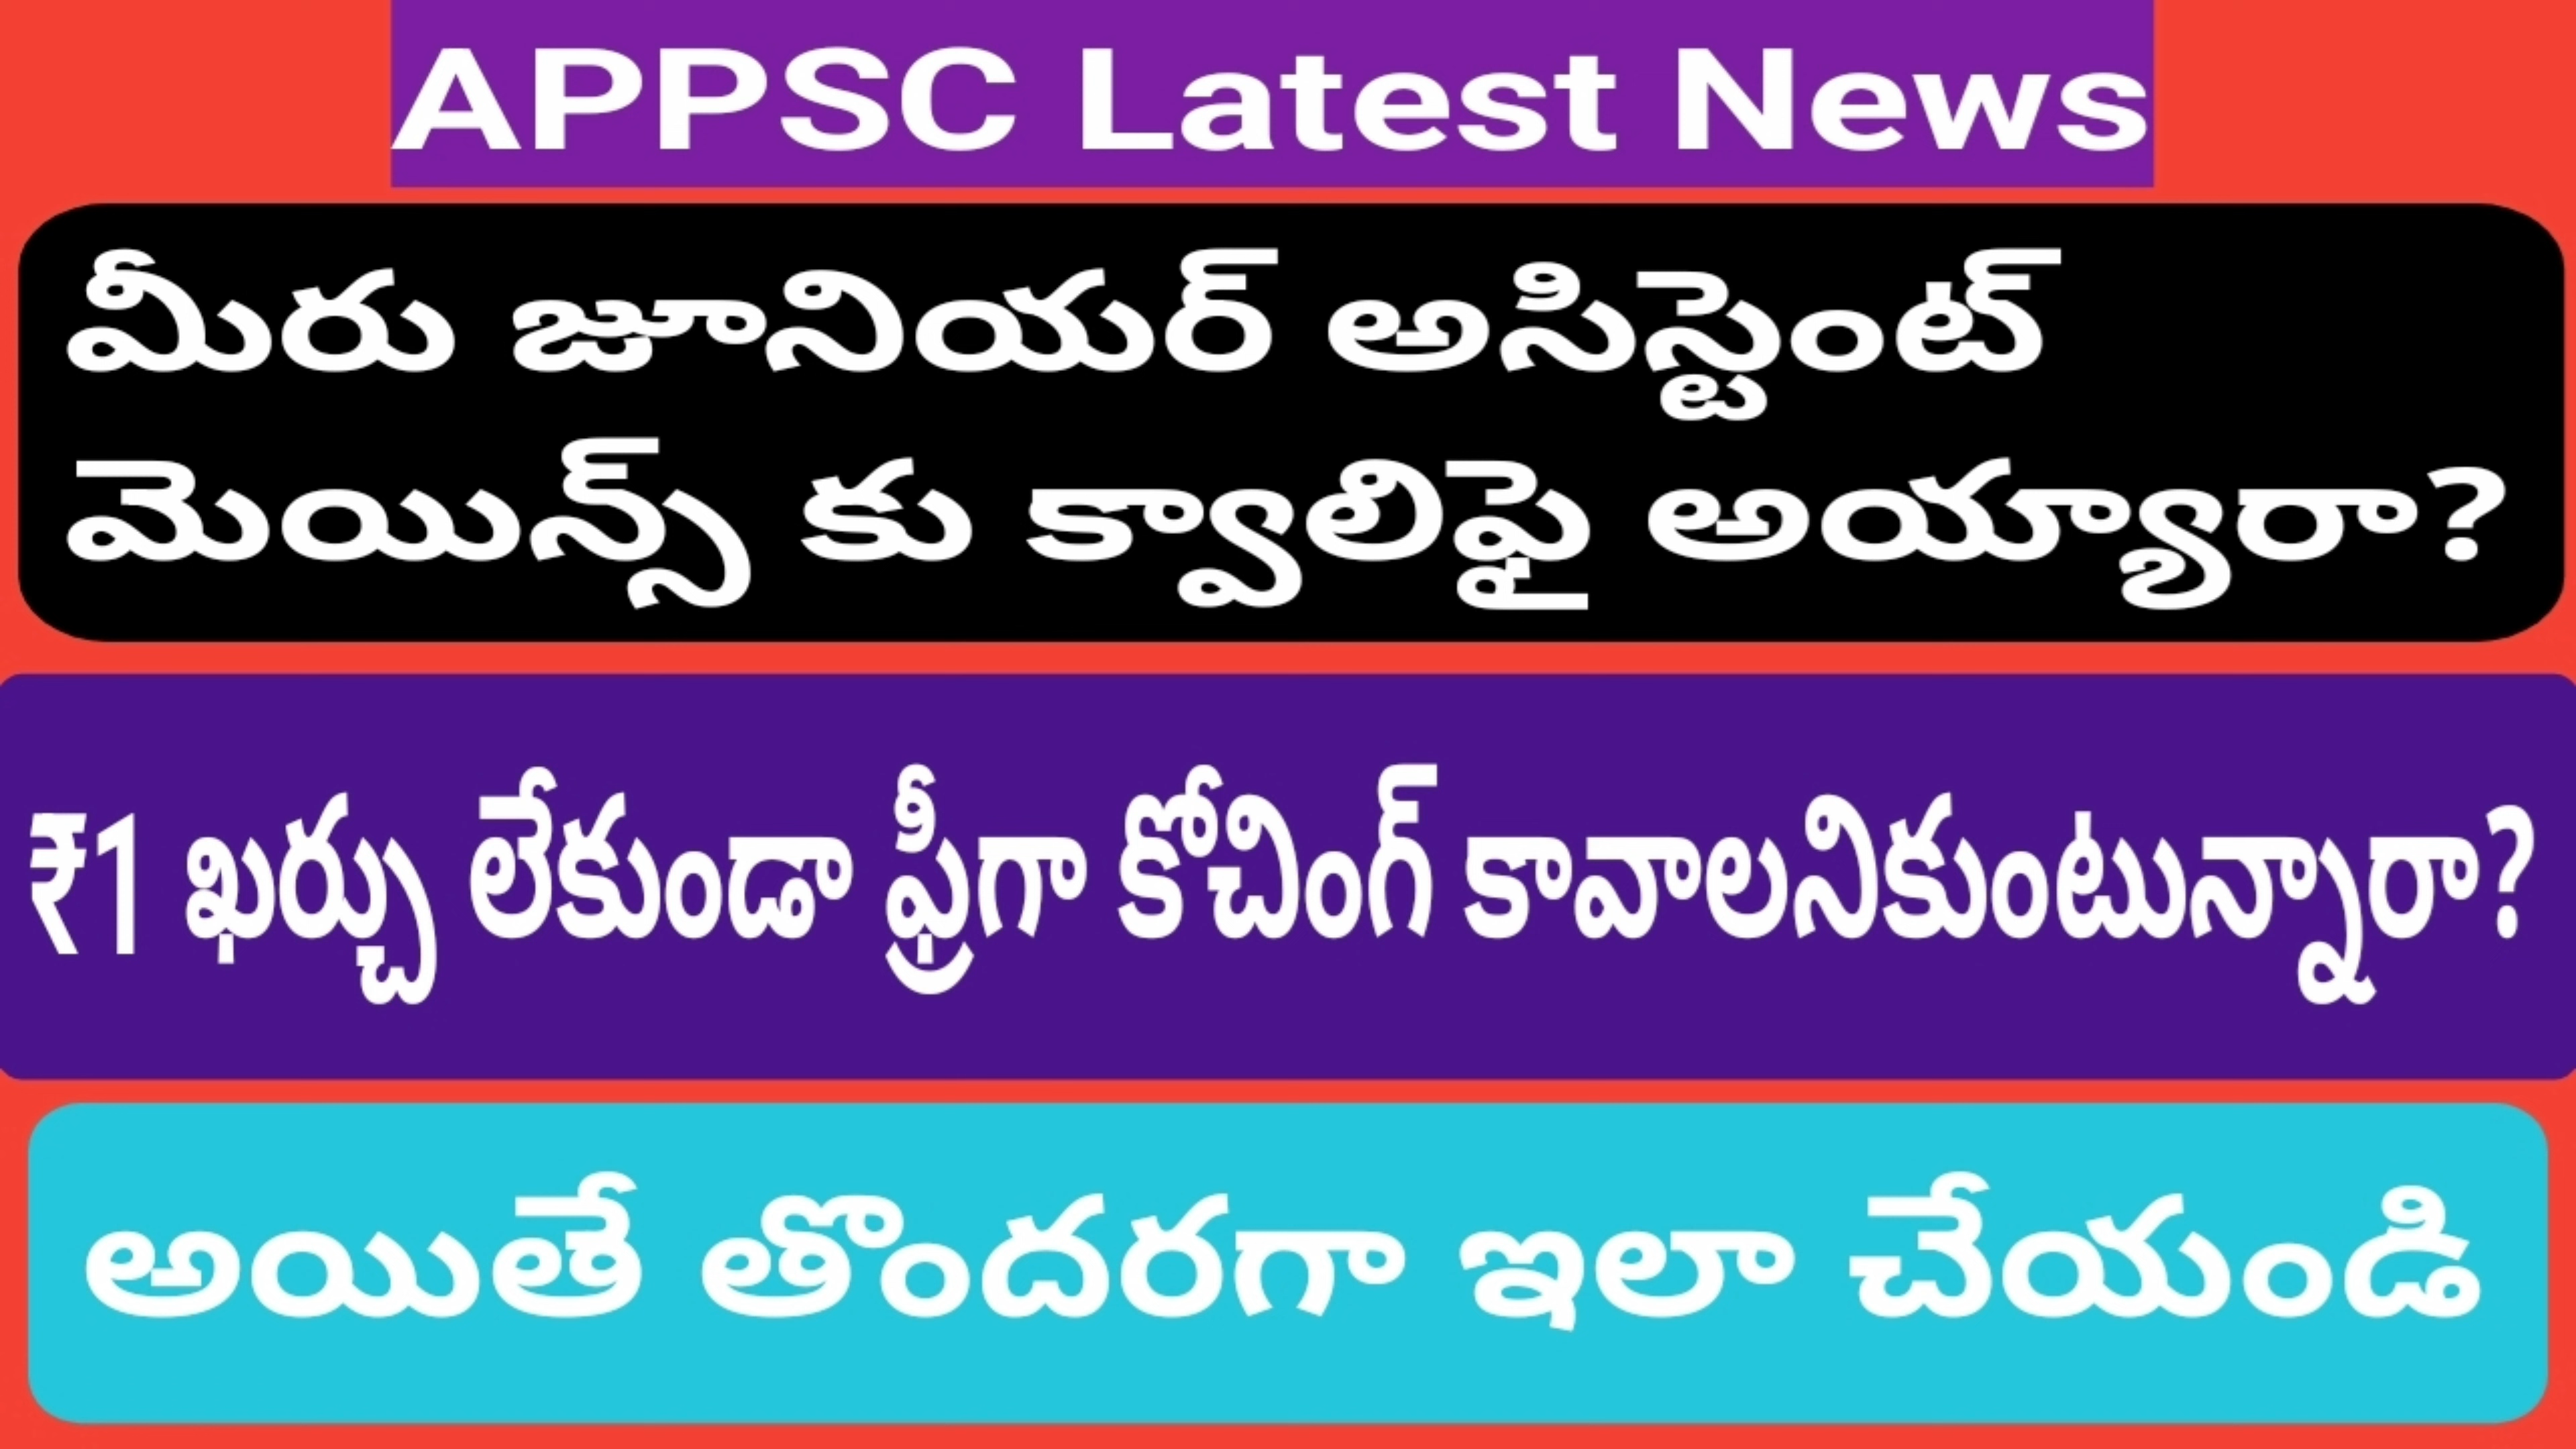 APPSC Latest News
మీరు జూనియర్ అసిస్టెంట్
మెయిన్స్ కు క్వాలిఫై అయ్యారా?
₹1 ఖర్చు లేకుండా ఫ్రీగా కోచింగ్ కావాలనికుంటున్నారా?
అయితే తొందరగా ఇలా చేయండి